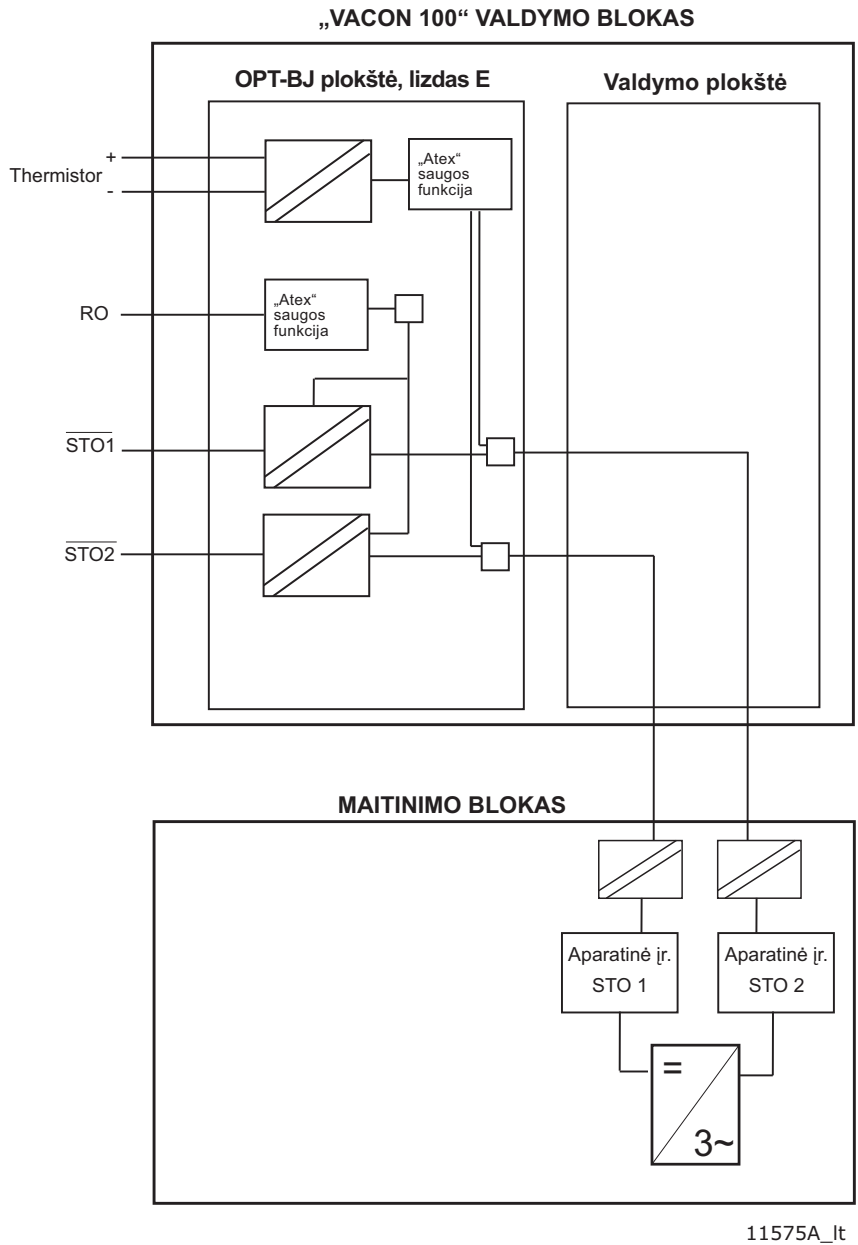 „VACON 100“ VALDYMO BLOKAS
OPT-BJ plokštė, lizdas E
Valdymo plokštė
+
Thermistor
-
„Atex“
saugos
funkcija
RO
„Atex“
saugos
funkcija
STO1
STO2
MAITINIMO BLOKAS
Aparatinė įr.
STO 1
Aparatinė įr.
STO 2
=
3~
11575A_lt